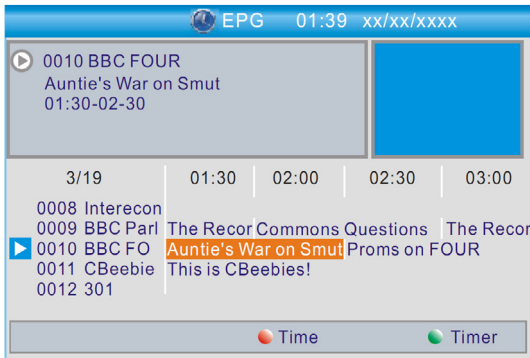 EPG 01:39 xx/xx/xxxx
0010 BBC FOUR
Auntie's War on Smut
01:30-02-30
3/19 01:30 02:00 02:30 03:00
0008 Interecon
0009 BBC Parl The Recor Commons Questions The Recor
0010 BBC FO Auntie's War on Smut Proms on FOUR
0011 CBeebie This is CBeebies!
0012 301
Time Timer